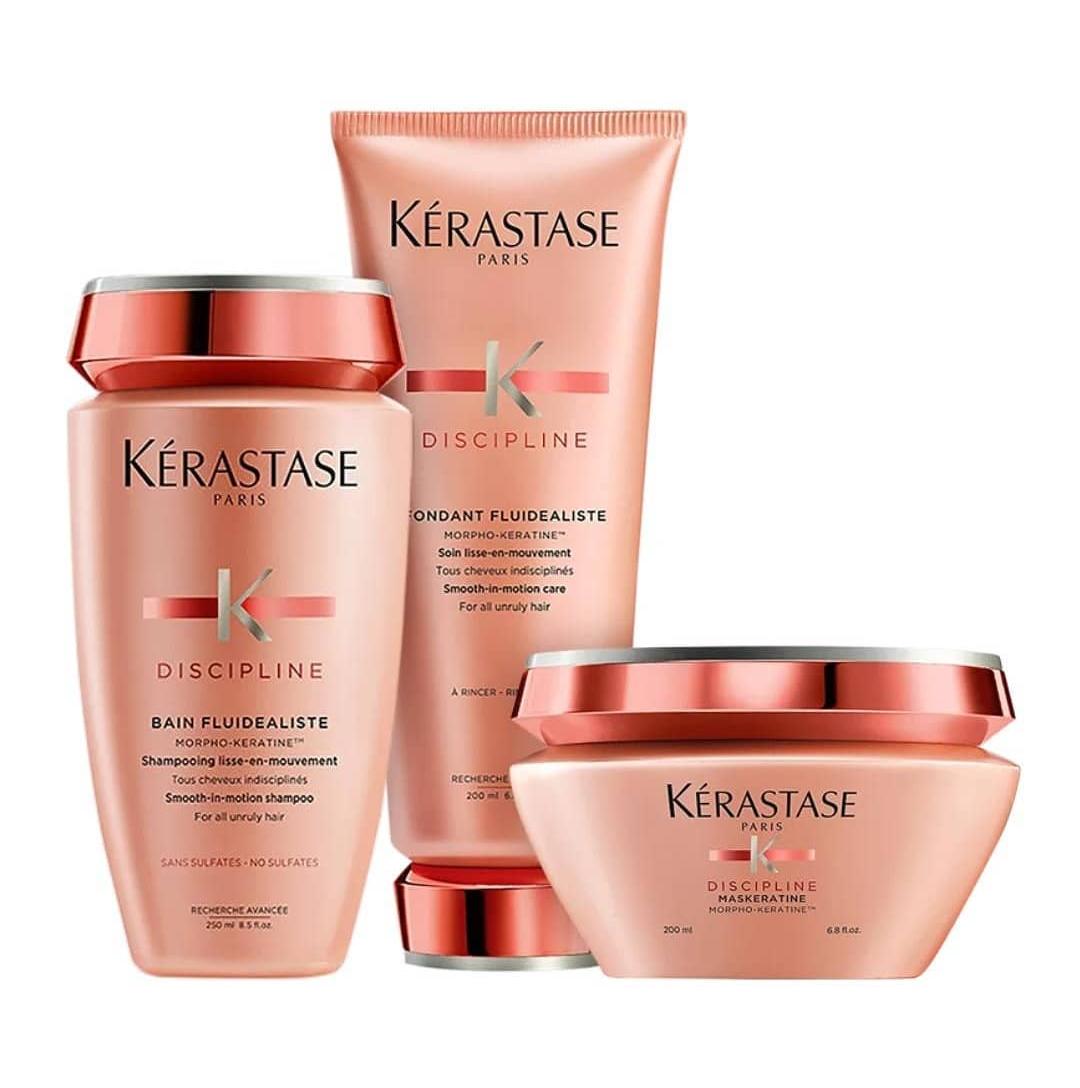 KÉRASTASE
PARIS
K
DISCIPLINE
BAIN FLUIDEALISTE
MORPHO-KERATINE™
Shampooing lisse-en-mouvement
Tous cheveux indisciplinés
Smooth-in-motion shampoo
For all unruly hair
SANS SULFATES - NO SULFATES
RECHERCHE AVANCÉE
250 ml 8.5 fl.oz.
KÉRASTASE
PARIS
K
DISCIPLINE
FONDANT FLUIDEALISTE
MORPHO-KERATINE™
Soin lisse-en-mouvement
Tous cheveux indisciplinés
Smooth-in-motion care
For all unruly hair
À RINCER -
RECHERCHE
200 ml
KÉRASTASE
PARIS
K
DISCIPLINE
MASKERATINE
MORPHO-KERATINE™
200 ml 6.8 fl.oz.